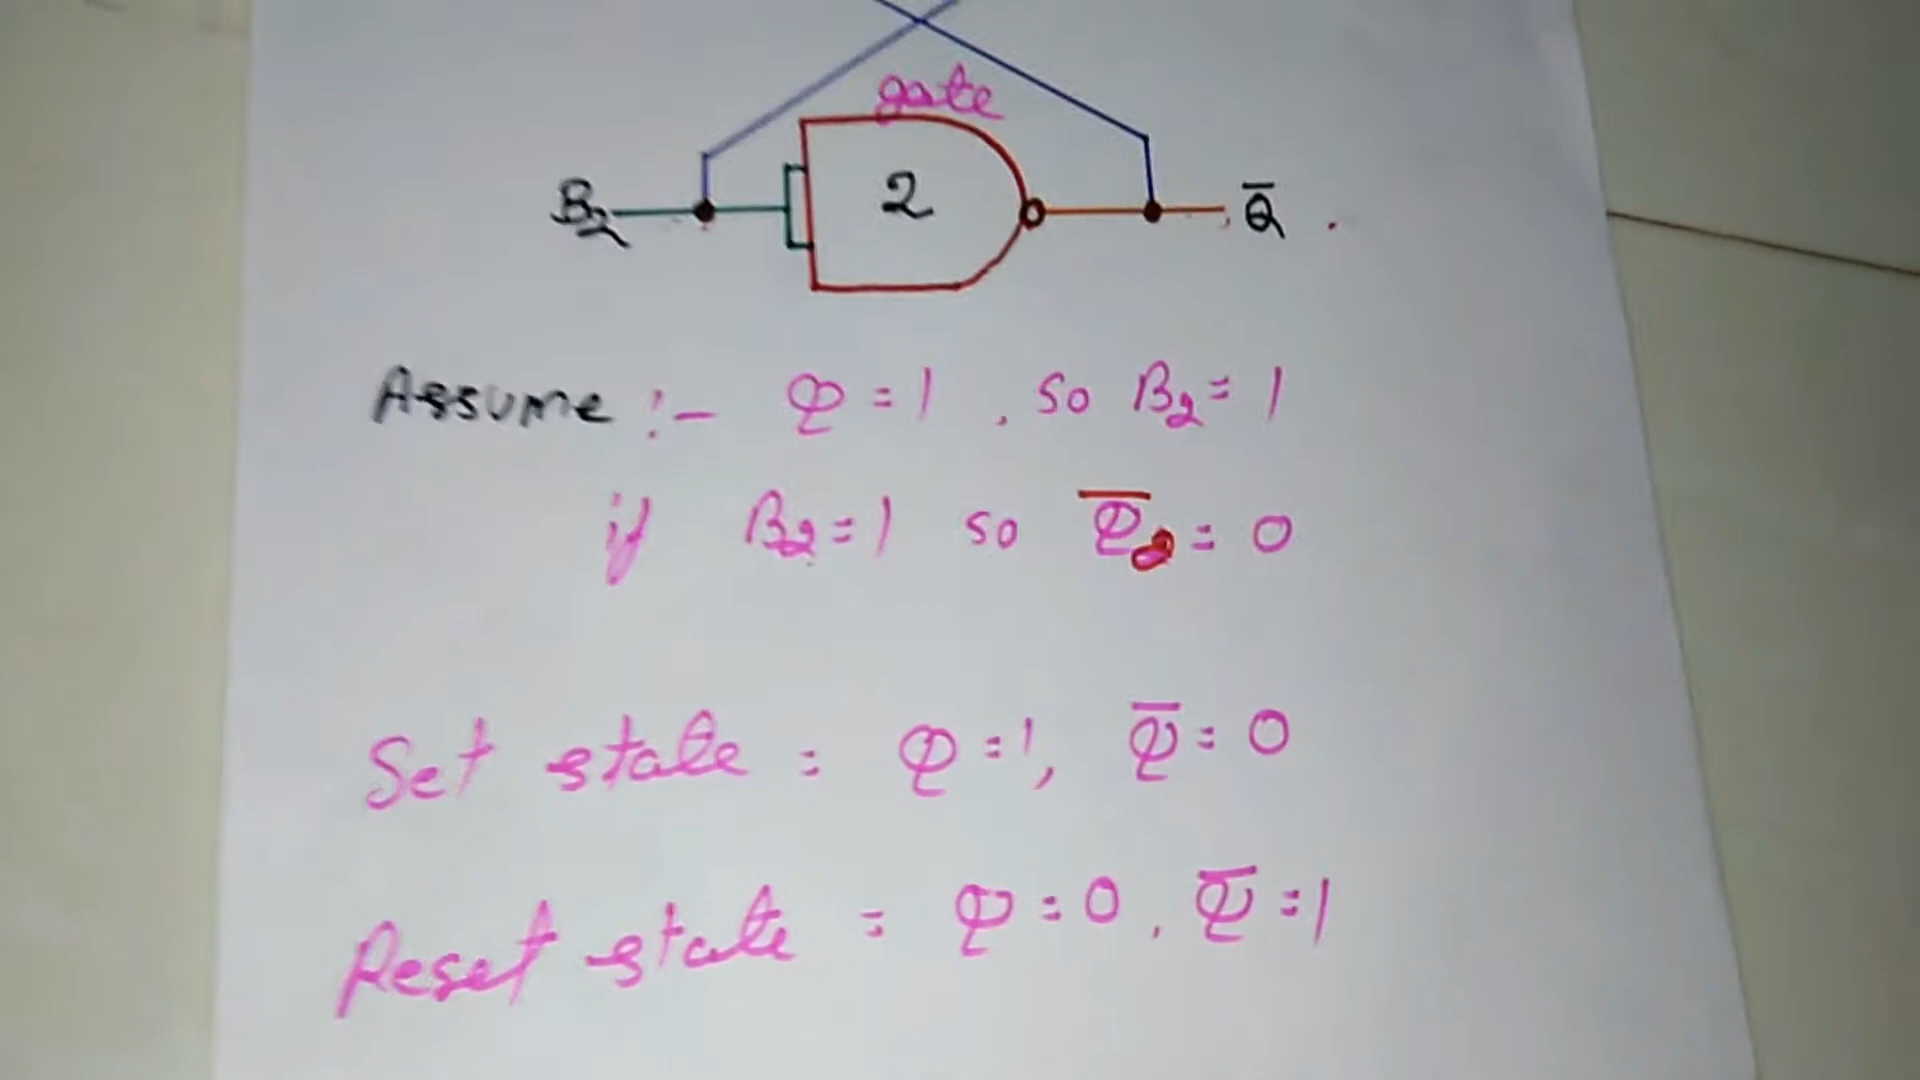 gate
B₂ 2 Q̅
Assume :- Q = 1 , so B₂ = 1
if B₂ = 1 so Q̅ = 0
Set state = Q = 1, Q̅ = 0
Reset state = Q = 0, Q̅ = 1